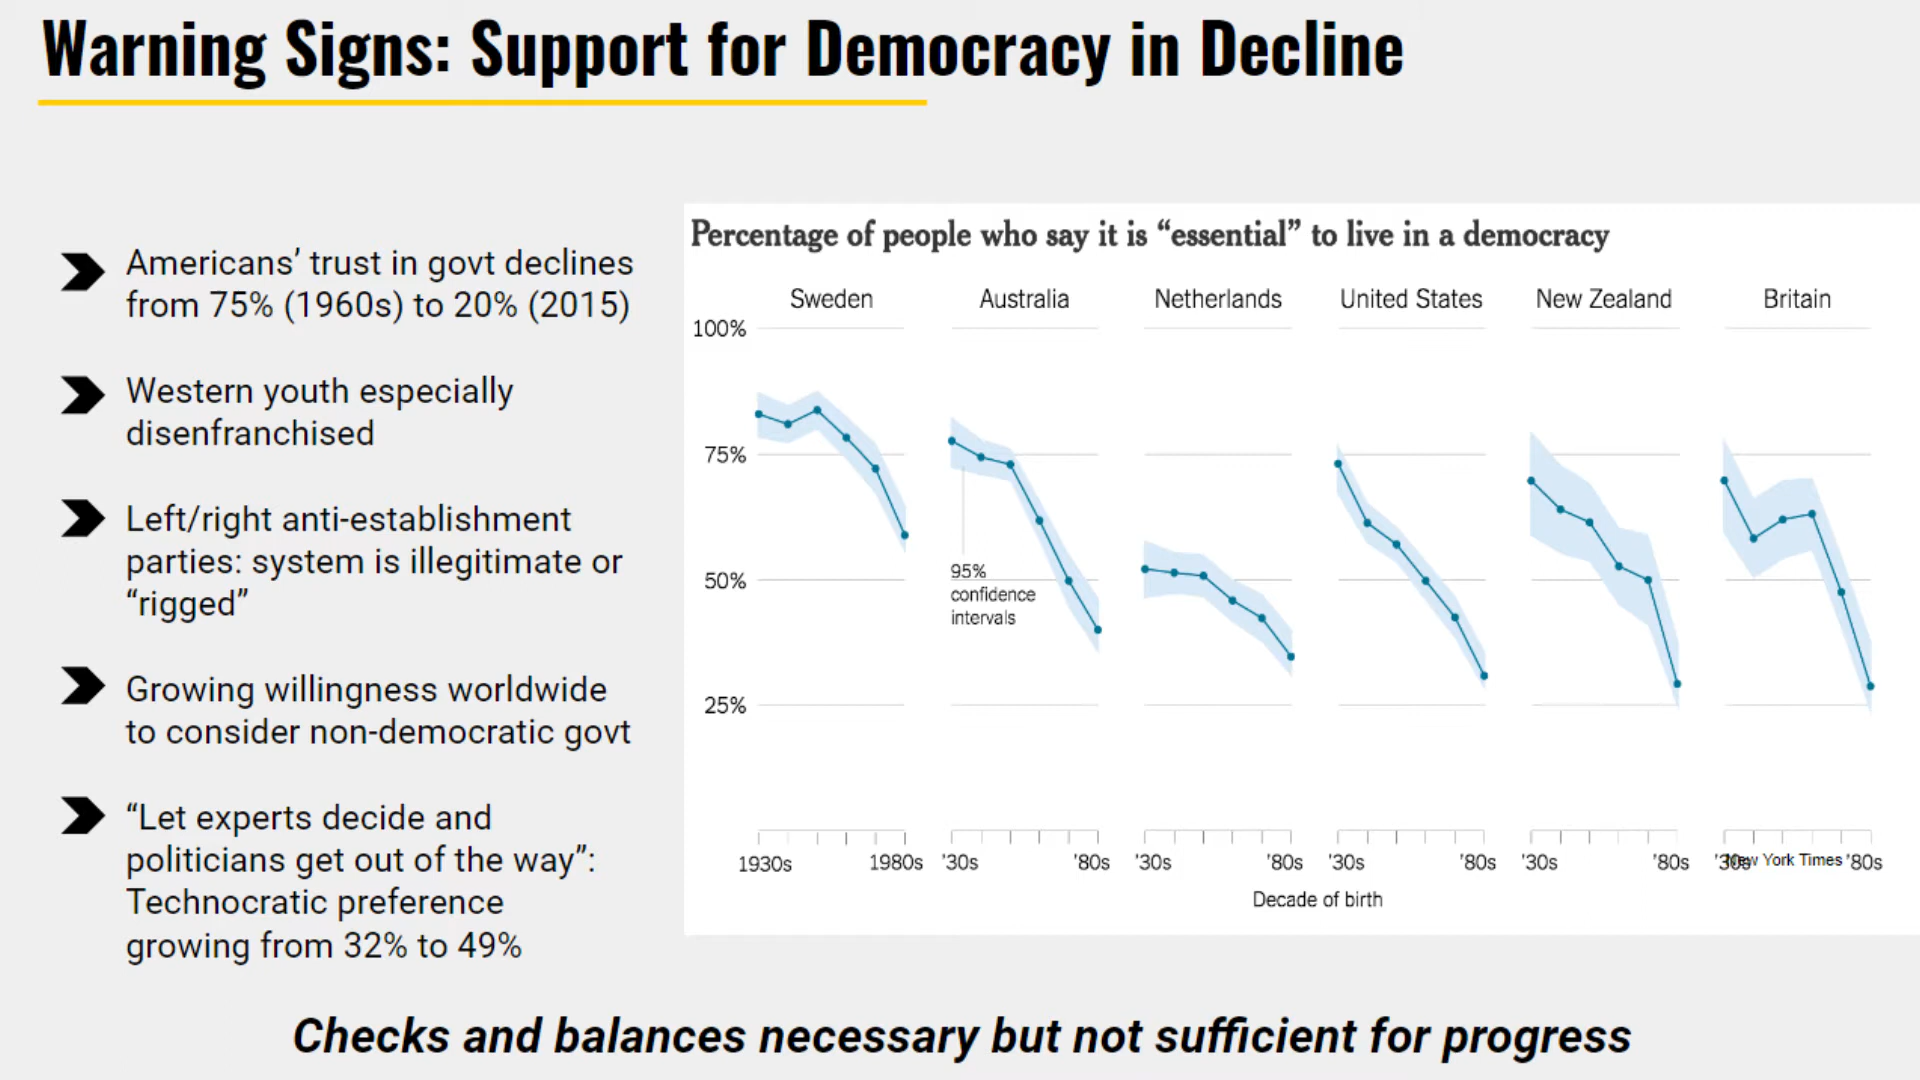 Warning Signs: Support for Democracy in Decline
Americans’ trust in govt declines
from 75% (1960s) to 20% (2015)
Western youth especially
disenfranchised
Left/right anti-establishment
parties: system is illegitimate or
“rigged”
Growing willingness worldwide
to consider non-democratic govt
“Let experts decide and
politicians get out of the way”:
Technocratic preference
growing from 32% to 49%
Percentage of people who say it is “essential” to live in a democracy
Sweden Australia Netherlands United States New Zealand Britain
100%
75%
50%
25%
95%
confidence
intervals
1930s 1980s ’30s ’80s ’30s ’80s ’30s ’80s ’30s ’80s ’30s ’80s
New York Times
Decade of birth
Checks and balances necessary but not sufficient for progress